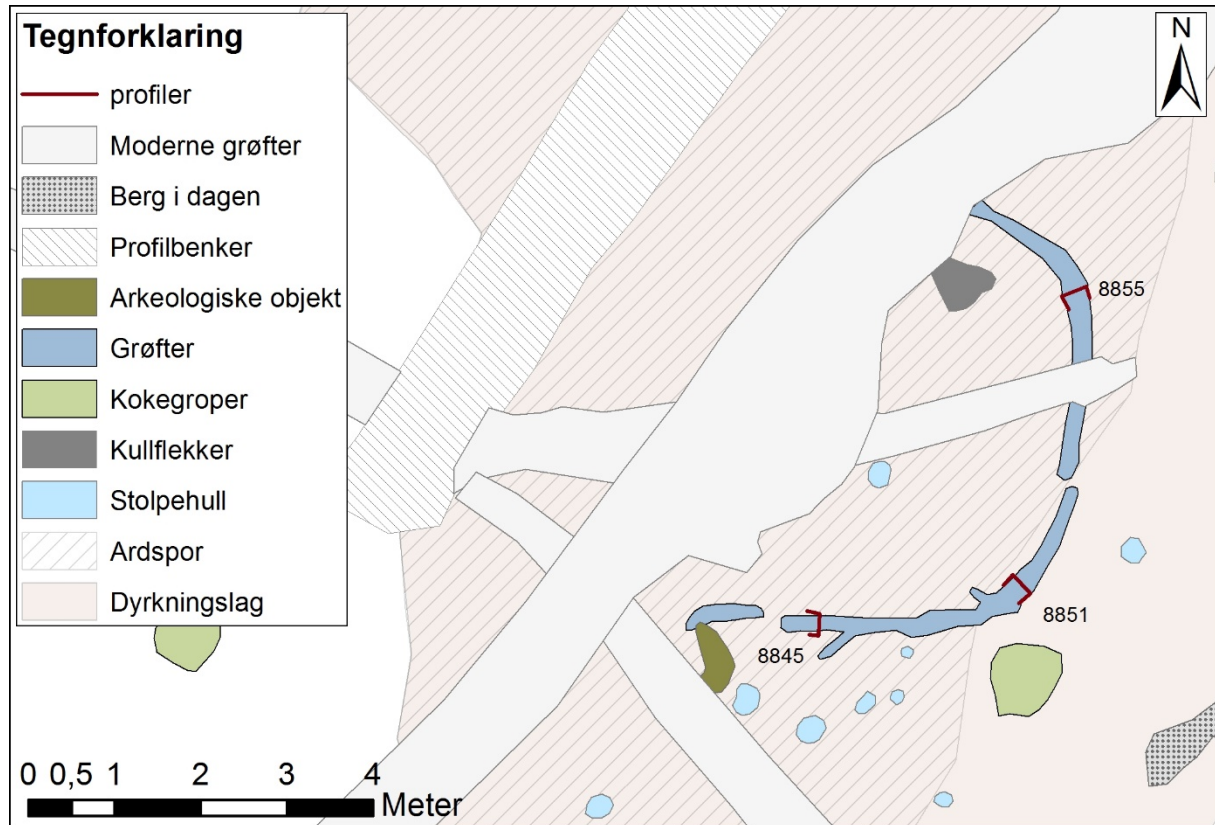 Tegnforklaring
profiler
Moderne grøfter
Berg i dagen
Profilbenker
Arkeologiske objekt
Grøfter
Kokegroper
Kullflekker
Stolpehull
Ardspor
Dyrkningslag
N
8855
8851
8845
0 0,5 1 2 3 4
Meter